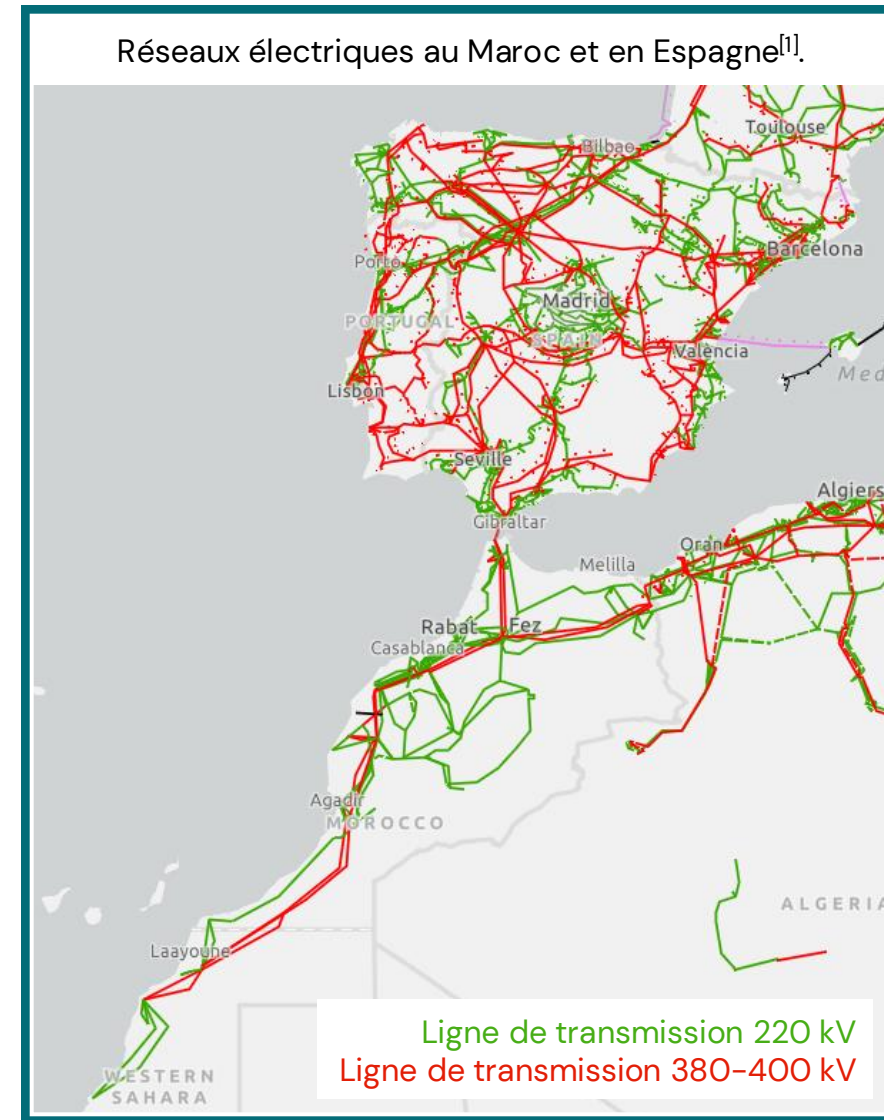 Réseaux électriques au Maroc et en Espagne[1].
Toulouse
Bilbao
Barcelona
Porto
Madrid
PORTUGAL
SPAIN
València
Med
Lisbon
Seville
Algiers
Gibraltar
Oran
Melilla
Rabat
Fez
Casablanca
Agadir
MOROCCO
ALGERIA
Laayoune
Ligne de transmission 220 kV
Ligne de transmission 380-400 kV
WESTERN
SAHARA